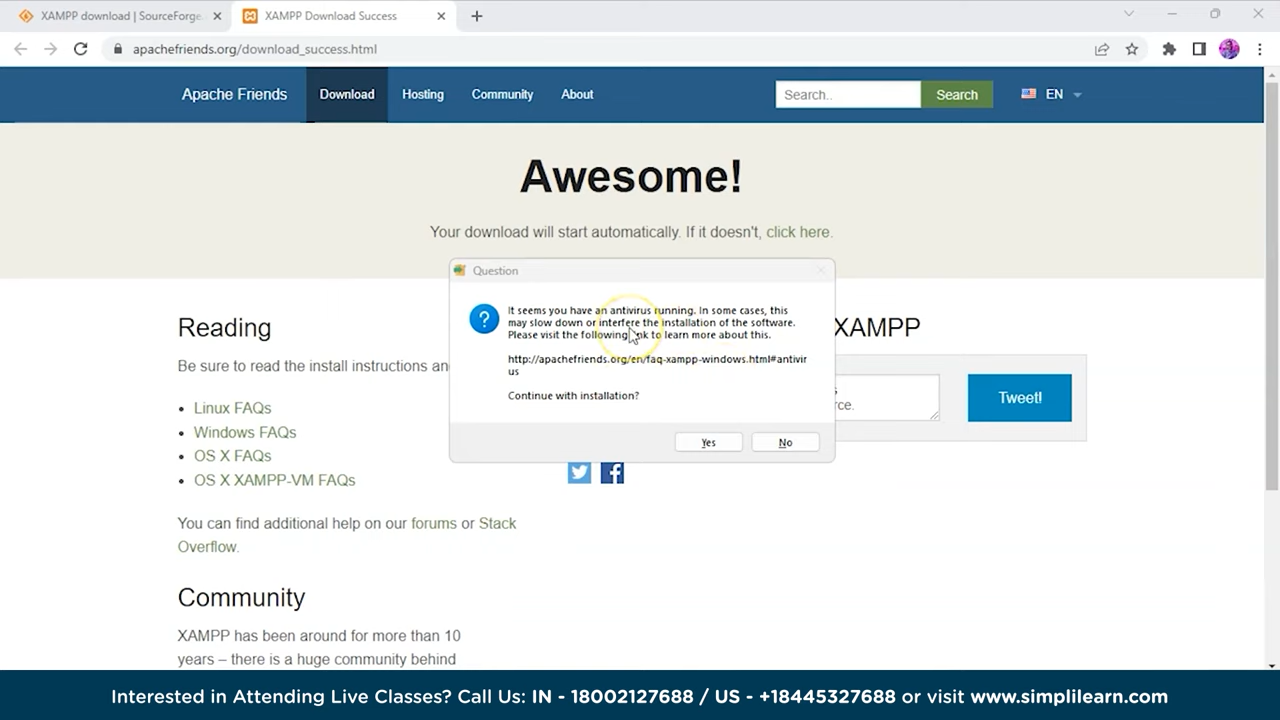 XAMPP download | SourceForge.
XAMPP Download Success
apachefriends.org/download_success.html
Apache Friends
Download
Hosting
Community
About
Search..
Search
EN
Awesome!
Your download will start automatically. If it doesn't, click here.
Question
It seems you have an antivirus running. In some cases, this
may slow down or interfere the installation of the software.
Please visit the following link to learn more about this.
http://apachefriends.org/en/faq-xampp-windows.html#antivir
us
Continue with installation?
Yes
No
Reading
Be sure to read the install instructions an
Linux FAQs
Windows FAQs
OS X FAQs
OS X XAMPP-VM FAQs
You can find additional help on our forums or Stack
Overflow.
XAMPP
rce.
Tweet!
Community
XAMPP has been around for more than 10
years – there is a huge community behind
Interested in Attending Live Classes? Call Us: IN - 18002127688 / US - +18445327688 or visit www.simplilearn.com